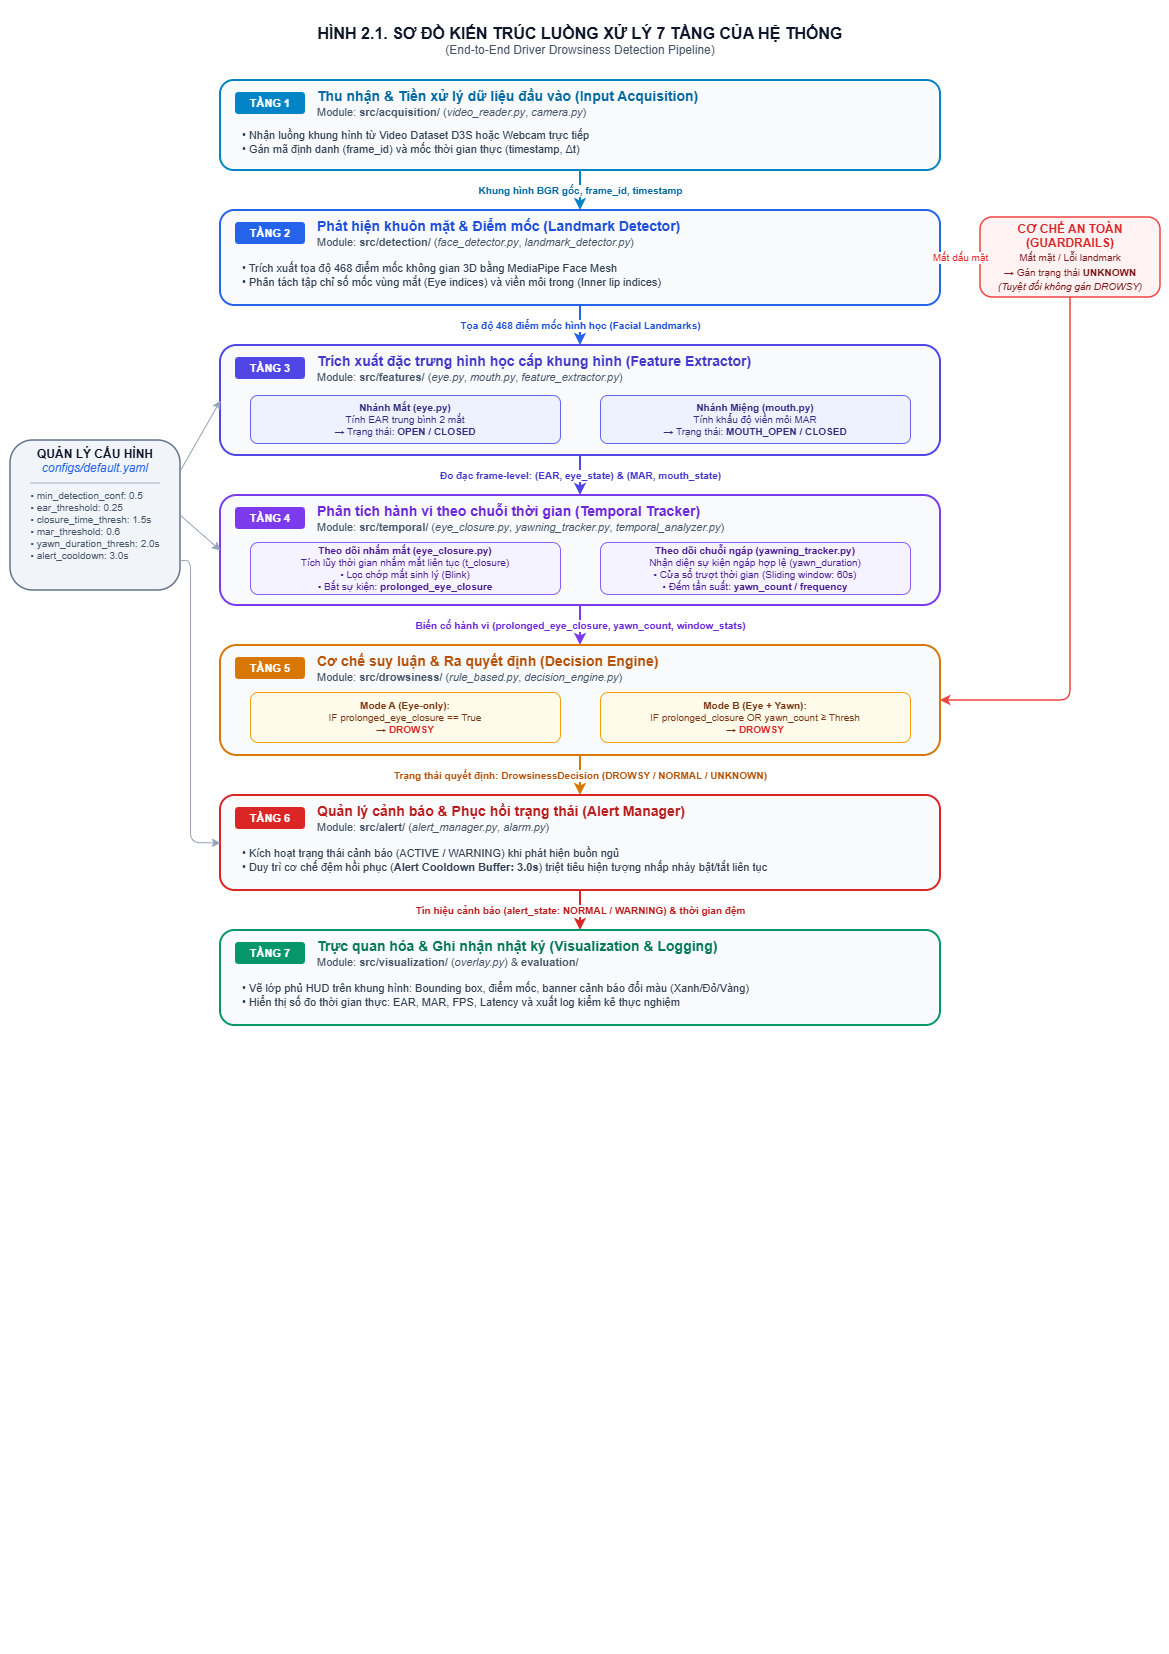 HÌNH 2.1. SƠ ĐỒ KIẾN TRÚC LUỒNG XỬ LÝ 7 TẦNG CỦA HỆ THỐNG
(End-to-End Driver Drowsiness Detection Pipeline)
TẦNG 1
Thu nhận & Tiền xử lý dữ liệu đầu vào (Input Acquisition)
Module: src/acquisition/ (video_reader.py, camera.py)
• Nhận luồng khung hình từ Video Dataset D3S hoặc Webcam trực tiếp
• Gán mã định danh (frame_id) và mốc thời gian thực (timestamp, Δt)
Khung hình BGR gốc, frame_id, timestamp
TẦNG 2
Phát hiện khuôn mặt & Điểm mốc (Landmark Detector)
Module: src/detection/ (face_detector.py, landmark_detector.py)
• Trích xuất tọa độ 468 điểm mốc không gian 3D bằng MediaPipe Face Mesh
• Phân tách tập chỉ số mốc vùng mắt (Eye indices) và viền môi trong (Inner lip indices)
Mất dấu mặt
CƠ CHẾ AN TOÀN
(GUARDRAILS)
Mất mặt / Lỗi landmark
→ Gán trạng thái UNKNOWN
(Tuyệt đối không gán DROWSY)
Tọa độ 468 điểm mốc hình học (Facial Landmarks)
TẦNG 3
Trích xuất đặc trưng hình học cấp khung hình (Feature Extractor)
Module: src/features/ (eye.py, mouth.py, feature_extractor.py)
Nhánh Mắt (eye.py)
Tính EAR trung bình 2 mắt
→ Trạng thái: OPEN / CLOSED
Nhánh Miệng (mouth.py)
Tính khẩu độ viền môi MAR
→ Trạng thái: MOUTH_OPEN / CLOSED
QUẢN LÝ CẤU HÌNH
configs/default.yaml
• min_detection_conf: 0.5
• ear_threshold: 0.25
• closure_time_thresh: 1.5s
• mar_threshold: 0.6
• yawn_duration_thresh: 2.0s
• alert_cooldown: 3.0s
Đo đạc frame-level: (EAR, eye_state) & (MAR, mouth_state)
TẦNG 4
Phân tích hành vi theo chuỗi thời gian (Temporal Tracker)
Module: src/temporal/ (eye_closure.py, yawning_tracker.py, temporal_analyzer.py)
Theo dõi nhắm mắt (eye_closure.py)
Tích lũy thời gian nhắm mắt liên tục (t_closure)
• Lọc chớp mắt sinh lý (Blink)
• Bắt sự kiện: prolonged_eye_closure
Theo dõi chuỗi ngáp (yawning_tracker.py)
Nhận diện sự kiện ngáp hợp lệ (yawn_duration)
• Cửa sổ trượt thời gian (Sliding window: 60s)
• Đếm tần suất: yawn_count / frequency
Biến cố hành vi (prolonged_eye_closure, yawn_count, window_stats)
TẦNG 5
Cơ chế suy luận & Ra quyết định (Decision Engine)
Module: src/drowsiness/ (rule_based.py, decision_engine.py)
Mode A (Eye-only):
IF prolonged_eye_closure == True
→ DROWSY
Mode B (Eye + Yawn):
IF prolonged_closure OR yawn_count ≥ Thresh
→ DROWSY
Trạng thái quyết định: DrowsinessDecision (DROWSY / NORMAL / UNKNOWN)
TẦNG 6
Quản lý cảnh báo & Phục hồi trạng thái (Alert Manager)
Module: src/alert/ (alert_manager.py, alarm.py)
• Kích hoạt trạng thái cảnh báo (ACTIVE / WARNING) khi phát hiện buồn ngủ
• Duy trì cơ chế đệm hồi phục (Alert Cooldown Buffer: 3.0s) triệt tiêu hiện tượng nhấp nháy bật/tắt liên tục
Tín hiệu cảnh báo (alert_state: NORMAL / WARNING) & thời gian đệm
TẦNG 7
Trực quan hóa & Ghi nhận nhật ký (Visualization & Logging)
Module: src/visualization/ (overlay.py) & evaluation/
• Vẽ lớp phủ HUD trên khung hình: Bounding box, điểm mốc, banner cảnh báo đổi màu (Xanh/Đỏ/Vàng)
• Hiển thị số đo thời gian thực: EAR, MAR, FPS, Latency và xuất log kiểm kê thực nghiệm